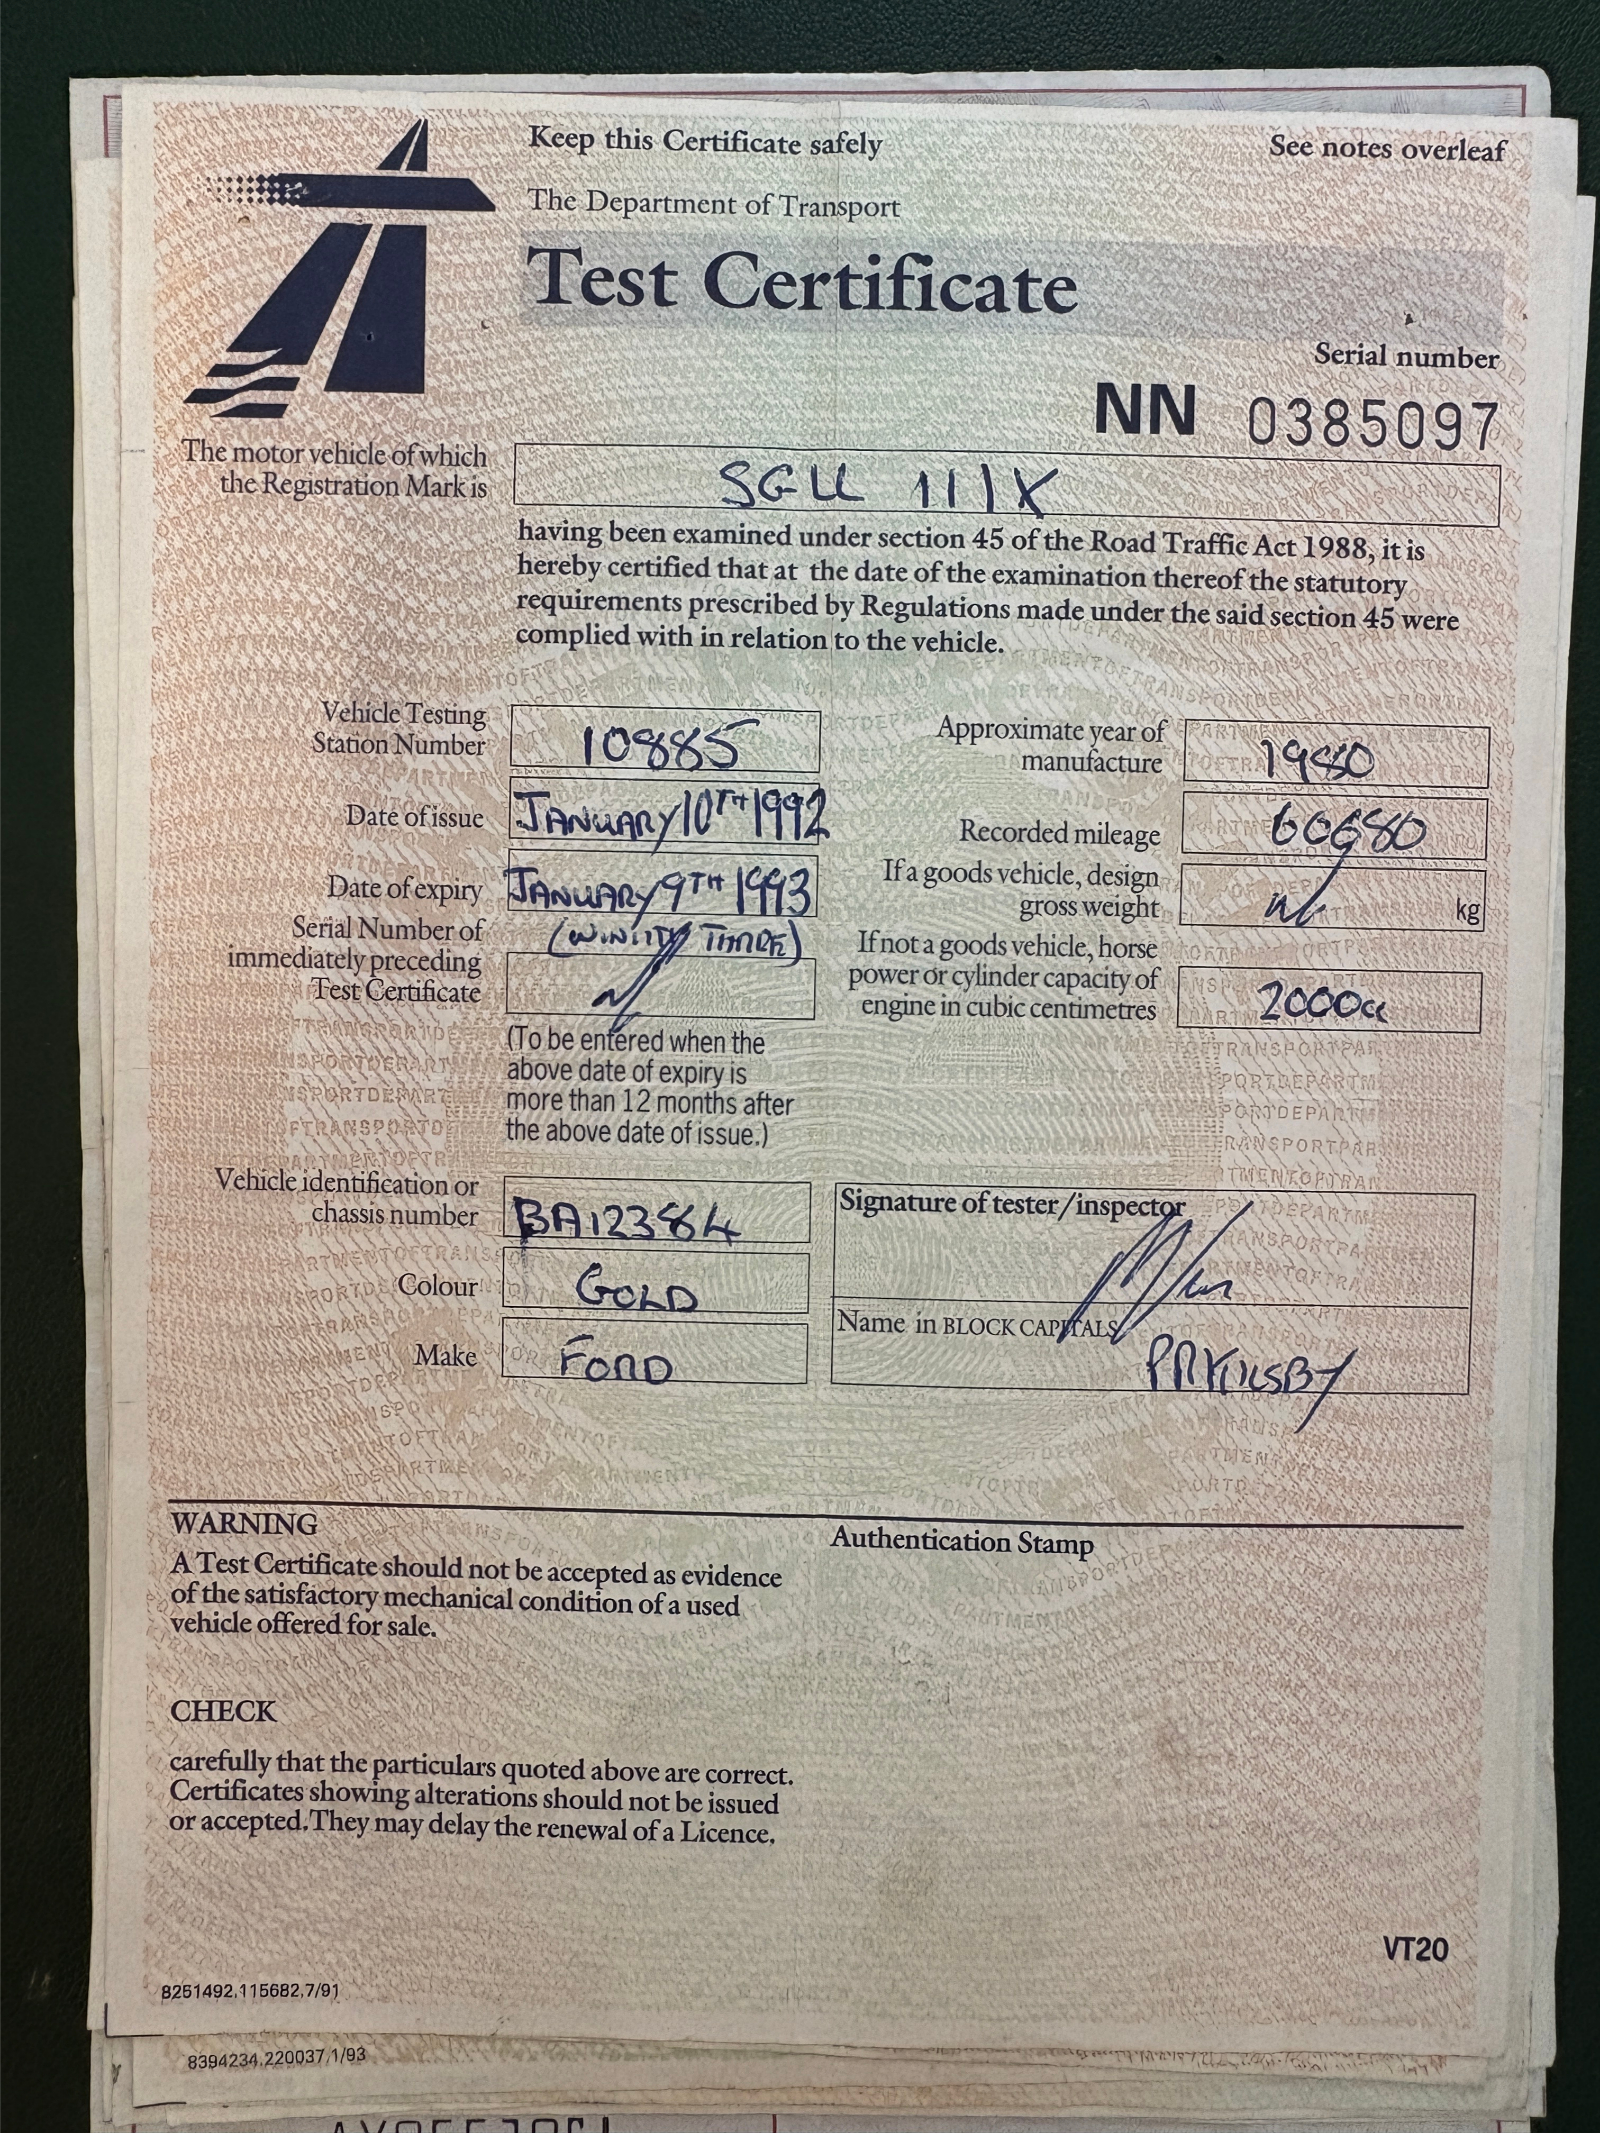 Keep this Certificate safely
See notes overleaf
The Department of Transport
Test Certificate
Serial number
NN 0385097
The motor vehicle of which
the Registration Mark is
SGU 111X
having been examined under section 45 of the Road Traffic Act 1988, it is
hereby certified that at the date of the examination thereof the statutory
requirements prescribed by Regulations made under the said section 45 were
complied with in relation to the vehicle.
Vehicle Testing
Station Number
10885
Approximate year of
manufacture
1980
Date of issue
JANUARY 10TH 1992
Recorded mileage
60680
Date of expiry
JANUARY 9TH 1993
If a goods vehicle, design
gross weight
kg
Serial Number of
immediately preceding
Test Certificate
(NINETY THREE)
If not a goods vehicle, horse
power or cylinder capacity of
engine in cubic centimetres
2000cc
(To be entered when the
above date of expiry is
more than 12 months after
the above date of issue.)
Vehicle identification or
chassis number
BA12384
Signature of tester/inspector
Colour
GOLD
Name in BLOCK CAPITALS
Make
FORD
WARNING
A Test Certificate should not be accepted as evidence
of the satisfactory mechanical condition of a used
vehicle offered for sale.
Authentication Stamp
CHECK
carefully that the particulars quoted above are correct.
Certificates showing alterations should not be issued
or accepted. They may delay the renewal of a Licence.
VT20
8251492.115682.7/91
8394234.220037.1/93